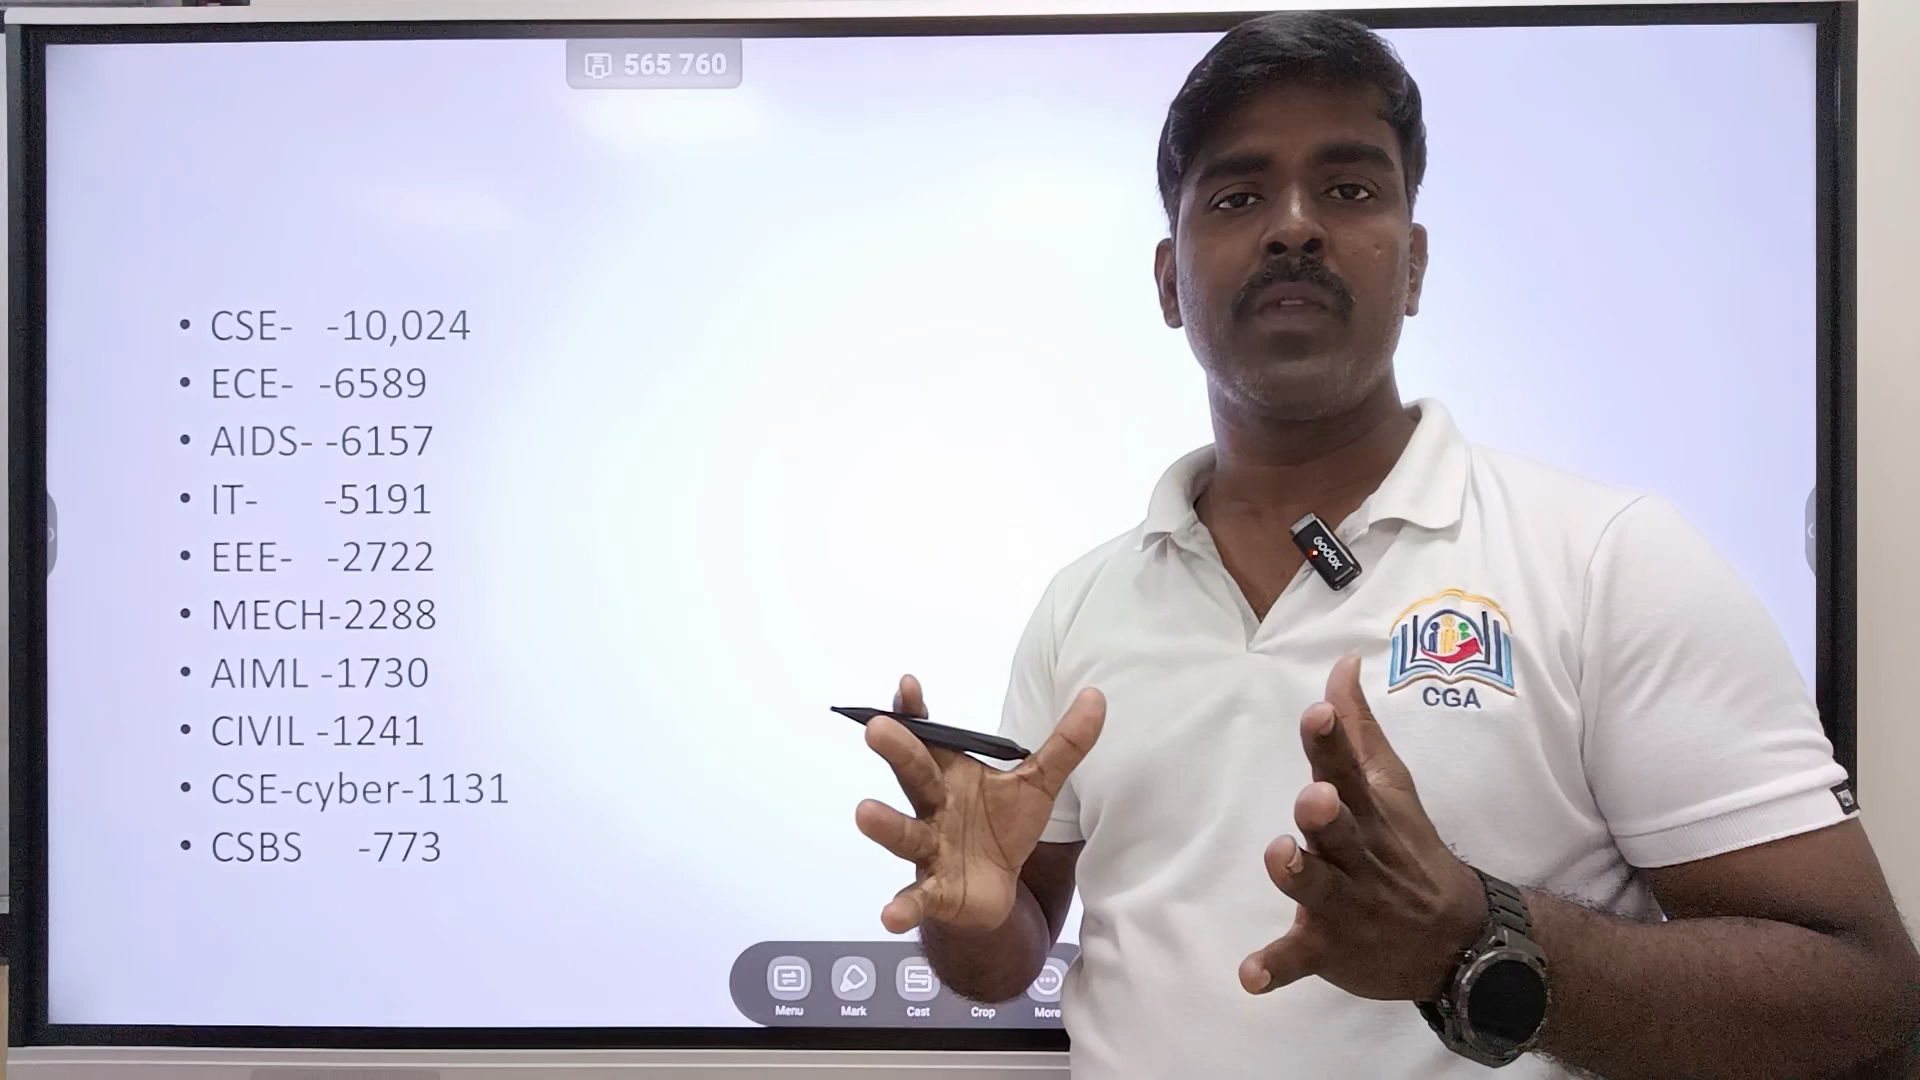 565 760
• CSE- -10,024
• ECE- -6589
• AIDS- -6157
• IT- -5191
• EEE- -2722
• MECH-2288
• AIML -1730
• CIVIL -1241
• CSE-cyber-1131
• CSBS -773
Godox
CGA
Menu Mark Cast Crop More